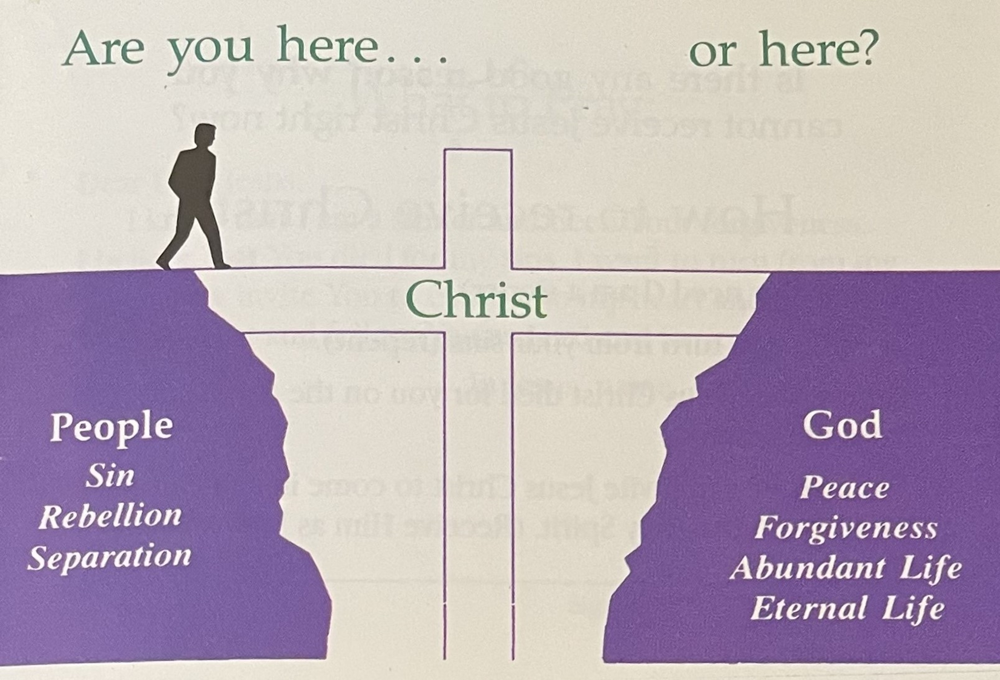 Are you here... or here?
Christ
People
Sin
Rebellion
Separation
God
Peace
Forgiveness
Abundant Life
Eternal Life